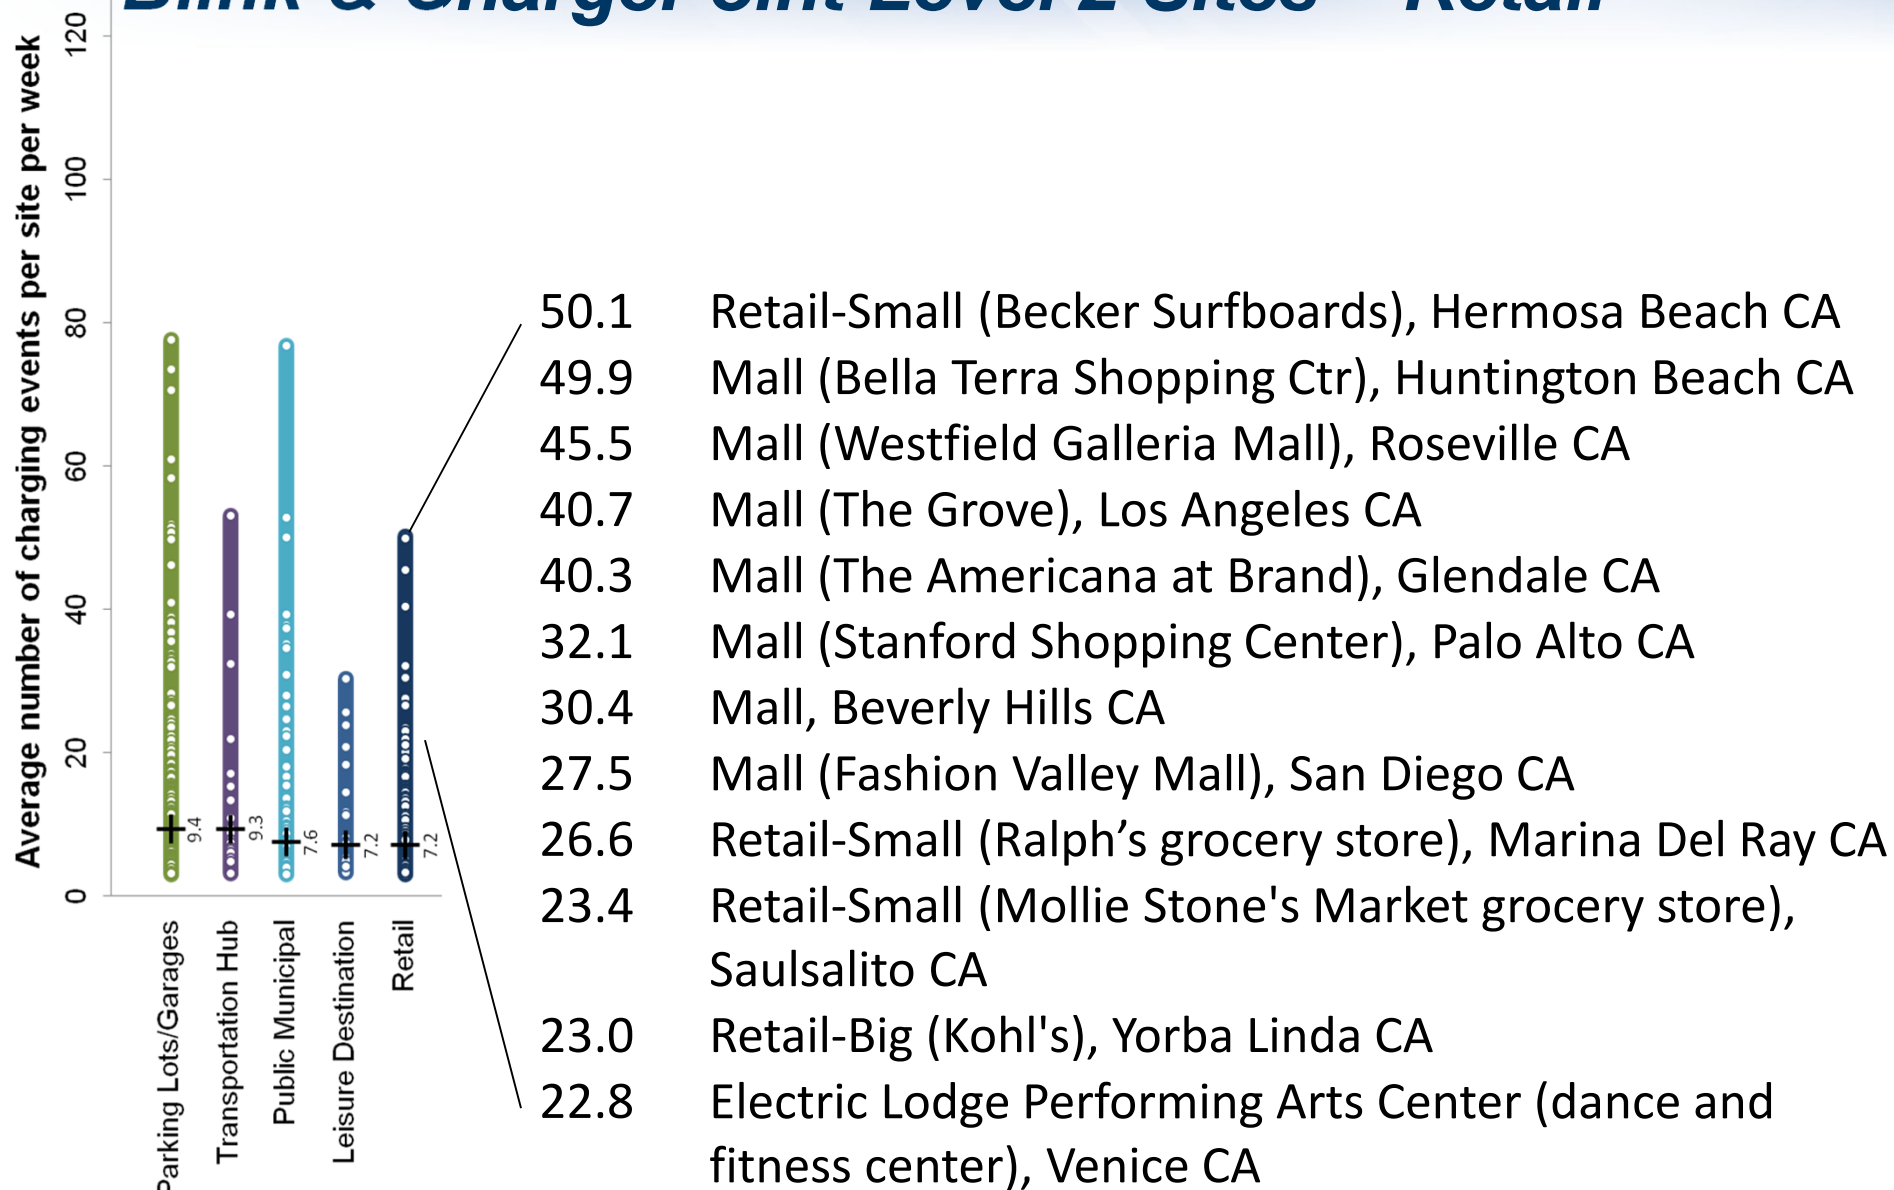 Blink & ChargePoint Level 2 Sites – Retail
Average number of charging events per site per week
120
100
80
60
40
20
0
9.4
9.3
7.6
7.2
7.2
Parking Lots/Garages
Transportation Hub
Public Municipal
Leisure Destination
Retail
50.1 Retail-Small (Becker Surfboards), Hermosa Beach CA
49.9 Mall (Bella Terra Shopping Ctr), Huntington Beach CA
45.5 Mall (Westfield Galleria Mall), Roseville CA
40.7 Mall (The Grove), Los Angeles CA
40.3 Mall (The Americana at Brand), Glendale CA
32.1 Mall (Stanford Shopping Center), Palo Alto CA
30.4 Mall, Beverly Hills CA
27.5 Mall (Fashion Valley Mall), San Diego CA
26.6 Retail-Small (Ralph’s grocery store), Marina Del Ray CA
23.4 Retail-Small (Mollie Stone's Market grocery store),
Saulsalito CA
23.0 Retail-Big (Kohl's), Yorba Linda CA
22.8 Electric Lodge Performing Arts Center (dance and
fitness center), Venice CA